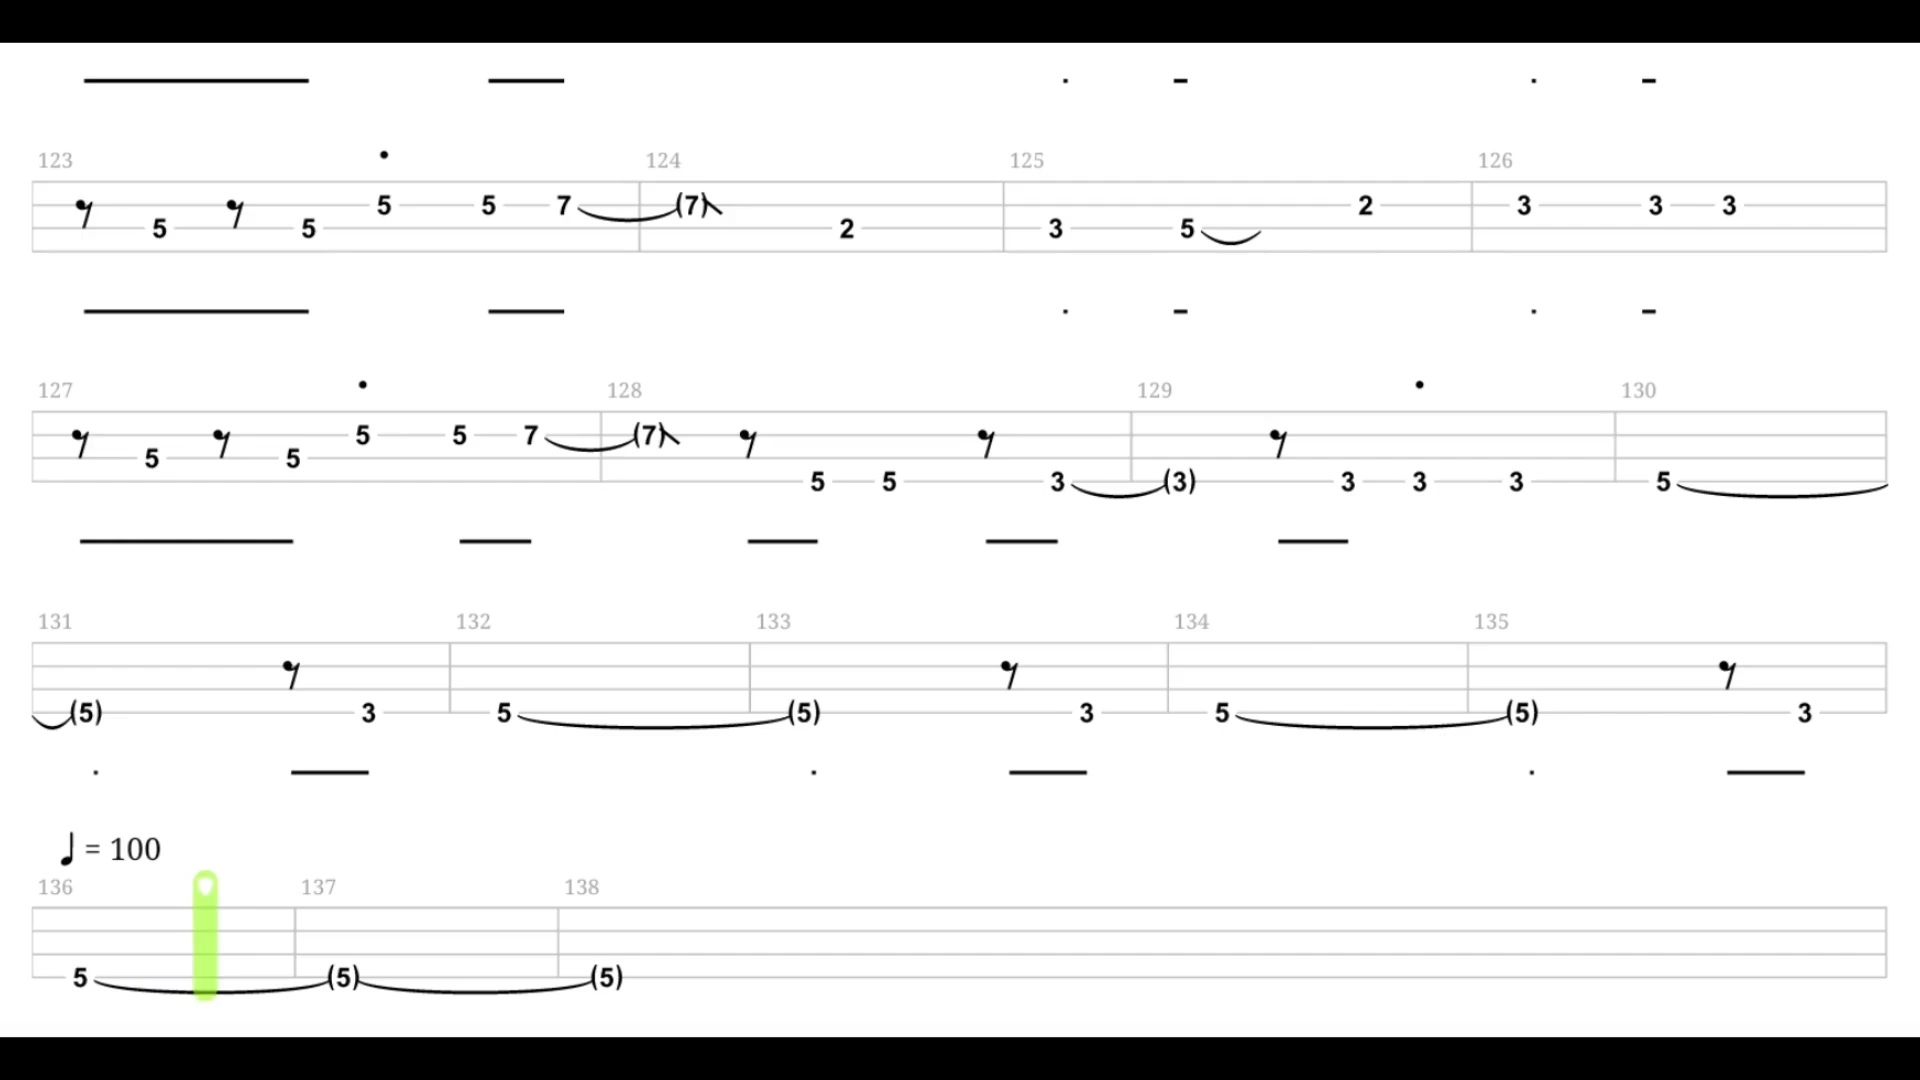 123 124 125 126
5 5 5 5 7 (7) 2 3 5 2 3 3 3
127 128 129 130
5 5 5 5 7 (7) 5 5 3 (3) 3 3 3 5
131 132 133 134 135
(5) 3 5 (5) 3 5 (5) 3
♩ = 100
136 137 138
5 (5) (5)